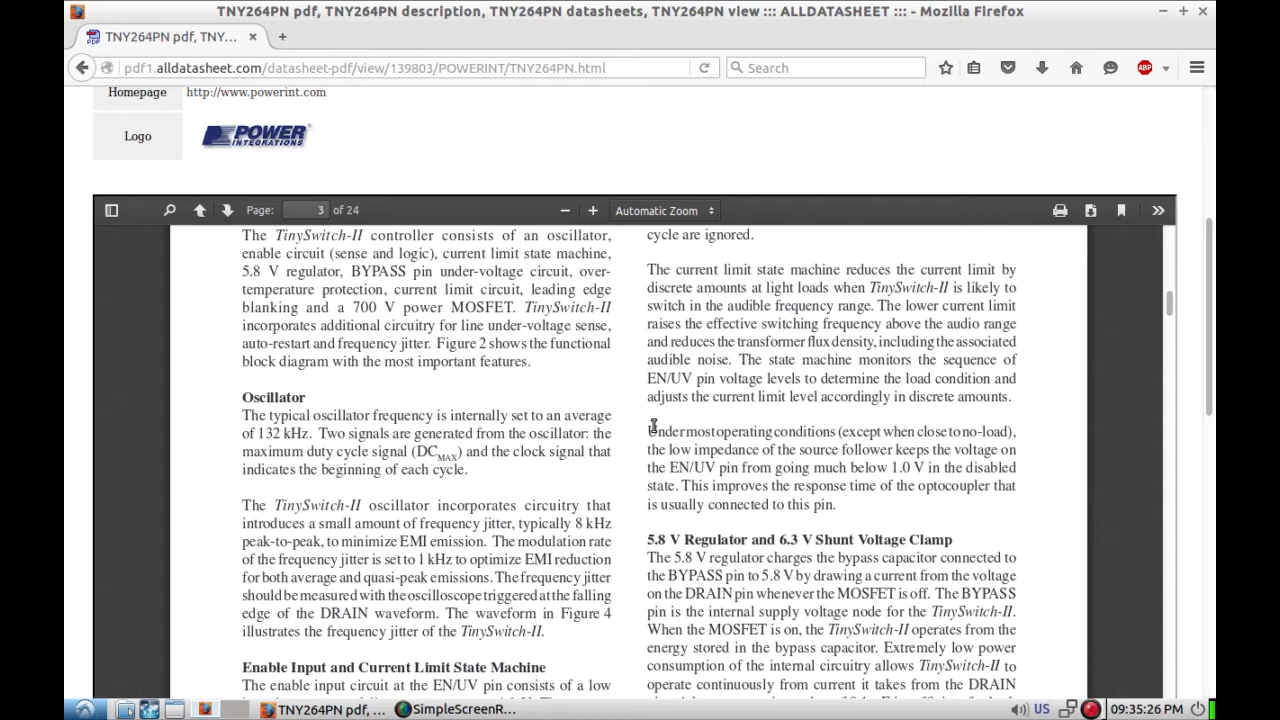 TNY264PN pdf, TNY264PN description, TNY264PN datasheets, TNY264PN view ::: ALLDATASHEET ::: - Mozilla Firefox
TNY264PN pdf, TNY...
pdf1.alldatasheet.com/datasheet-pdf/view/139803/POWERINT/TNY264PN.html
Search
ABP
Homepage
http://www.powerint.com
Logo
POWER
INTEGRATIONS
Page: 3 of 24
Automatic Zoom
The TinySwitch-II controller consists of an oscillator,
enable circuit (sense and logic), current limit state machine,
5.8 V regulator, BYPASS pin under-voltage circuit, over-
temperature protection, current limit circuit, leading edge
blanking and a 700 V power MOSFET. TinySwitch-II
incorporates additional circuitry for line under-voltage sense,
auto-restart and frequency jitter. Figure 2 shows the functional
block diagram with the most important features.
Oscillator
The typical oscillator frequency is internally set to an average
of 132 kHz. Two signals are generated from the oscillator: the
maximum duty cycle signal (DCMAX) and the clock signal that
indicates the beginning of each cycle.
The TinySwitch-II oscillator incorporates circuitry that
introduces a small amount of frequency jitter, typically 8 kHz
peak-to-peak, to minimize EMI emission. The modulation rate
of the frequency jitter is set to 1 kHz to optimize EMI reduction
for both average and quasi-peak emissions. The frequency jitter
should be measured with the oscilloscope triggered at the falling
edge of the DRAIN waveform. The waveform in Figure 4
illustrates the frequency jitter of the TinySwitch-II.
Enable Input and Current Limit State Machine
The enable input circuit at the EN/UV pin consists of a low
cycle are ignored.
The current limit state machine reduces the current limit by
discrete amounts at light loads when TinySwitch-II is likely to
switch in the audible frequency range. The lower current limit
raises the effective switching frequency above the audio range
and reduces the transformer flux density, including the associated
audible noise. The state machine monitors the sequence of
EN/UV pin voltage levels to determine the load condition and
adjusts the current limit level accordingly in discrete amounts.
Under most operating conditions (except when close to no-load),
the low impedance of the source follower keeps the voltage on
the EN/UV pin from going much below 1.0 V in the disabled
state. This improves the response time of the optocoupler that
is usually connected to this pin.
5.8 V Regulator and 6.3 V Shunt Voltage Clamp
The 5.8 V regulator charges the bypass capacitor connected to
the BYPASS pin to 5.8 V by drawing a current from the voltage
on the DRAIN pin whenever the MOSFET is off. The BYPASS
pin is the internal supply voltage node for the TinySwitch-II.
When the MOSFET is on, the TinySwitch-II operates from the
energy stored in the bypass capacitor. Extremely low power
consumption of the internal circuitry allows TinySwitch-II to
operate continuously from current it takes from the DRAIN
TNY264PN pdf, ...
SimpleScreenR...
US
09:35:26 PM